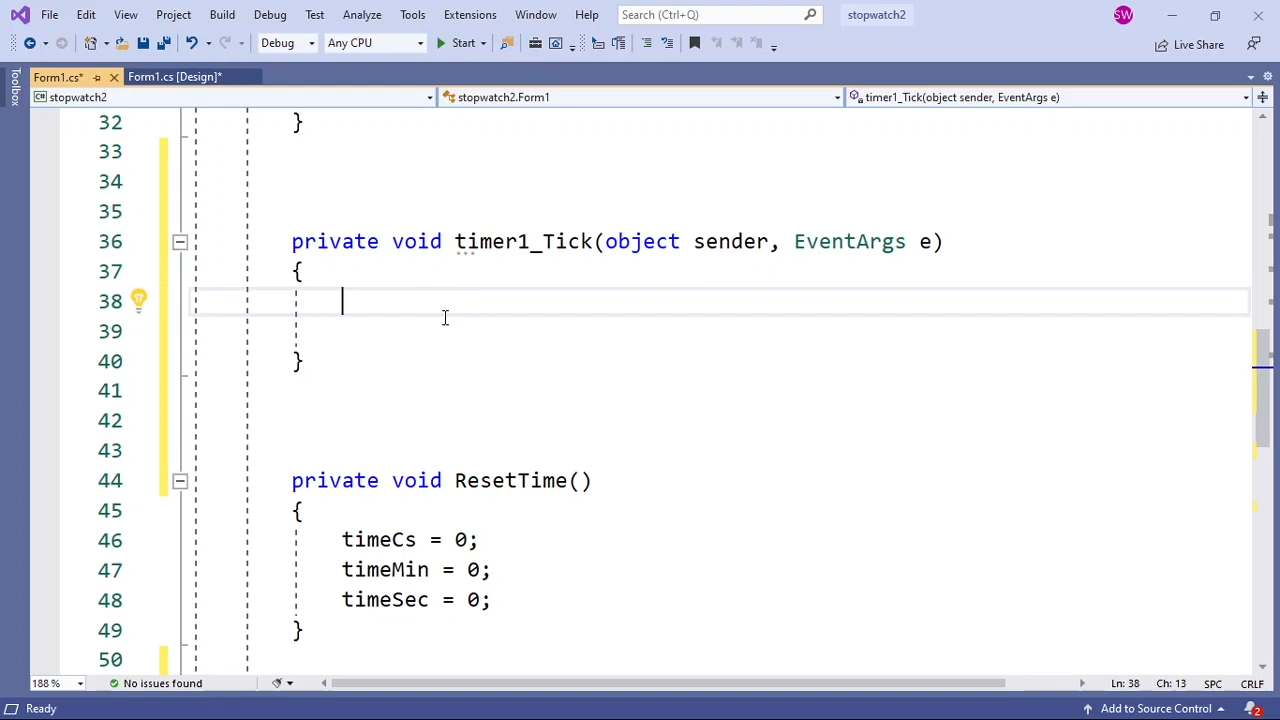 File Edit View Project Build Debug Test Analyze Tools Extensions Window Help Search (Ctrl+Q) stopwatch2 SW
Debug Any CPU Start Live Share
Form1.cs* Form1.cs [Design]*
Toolbox
stopwatch2 stopwatch2.Form1 timer1_Tick(object sender, EventArgs e)
32 }
33
34
35
36 private void timer1_Tick(object sender, EventArgs e)
37 {
38
39
40 }
41
42
43
44 private void ResetTime()
45 {
46 timeCs = 0;
47 timeMin = 0;
48 timeSec = 0;
49 }
50
188 % No issues found Ln: 38 Ch: 13 SPC CRLF
Ready Add to Source Control 2